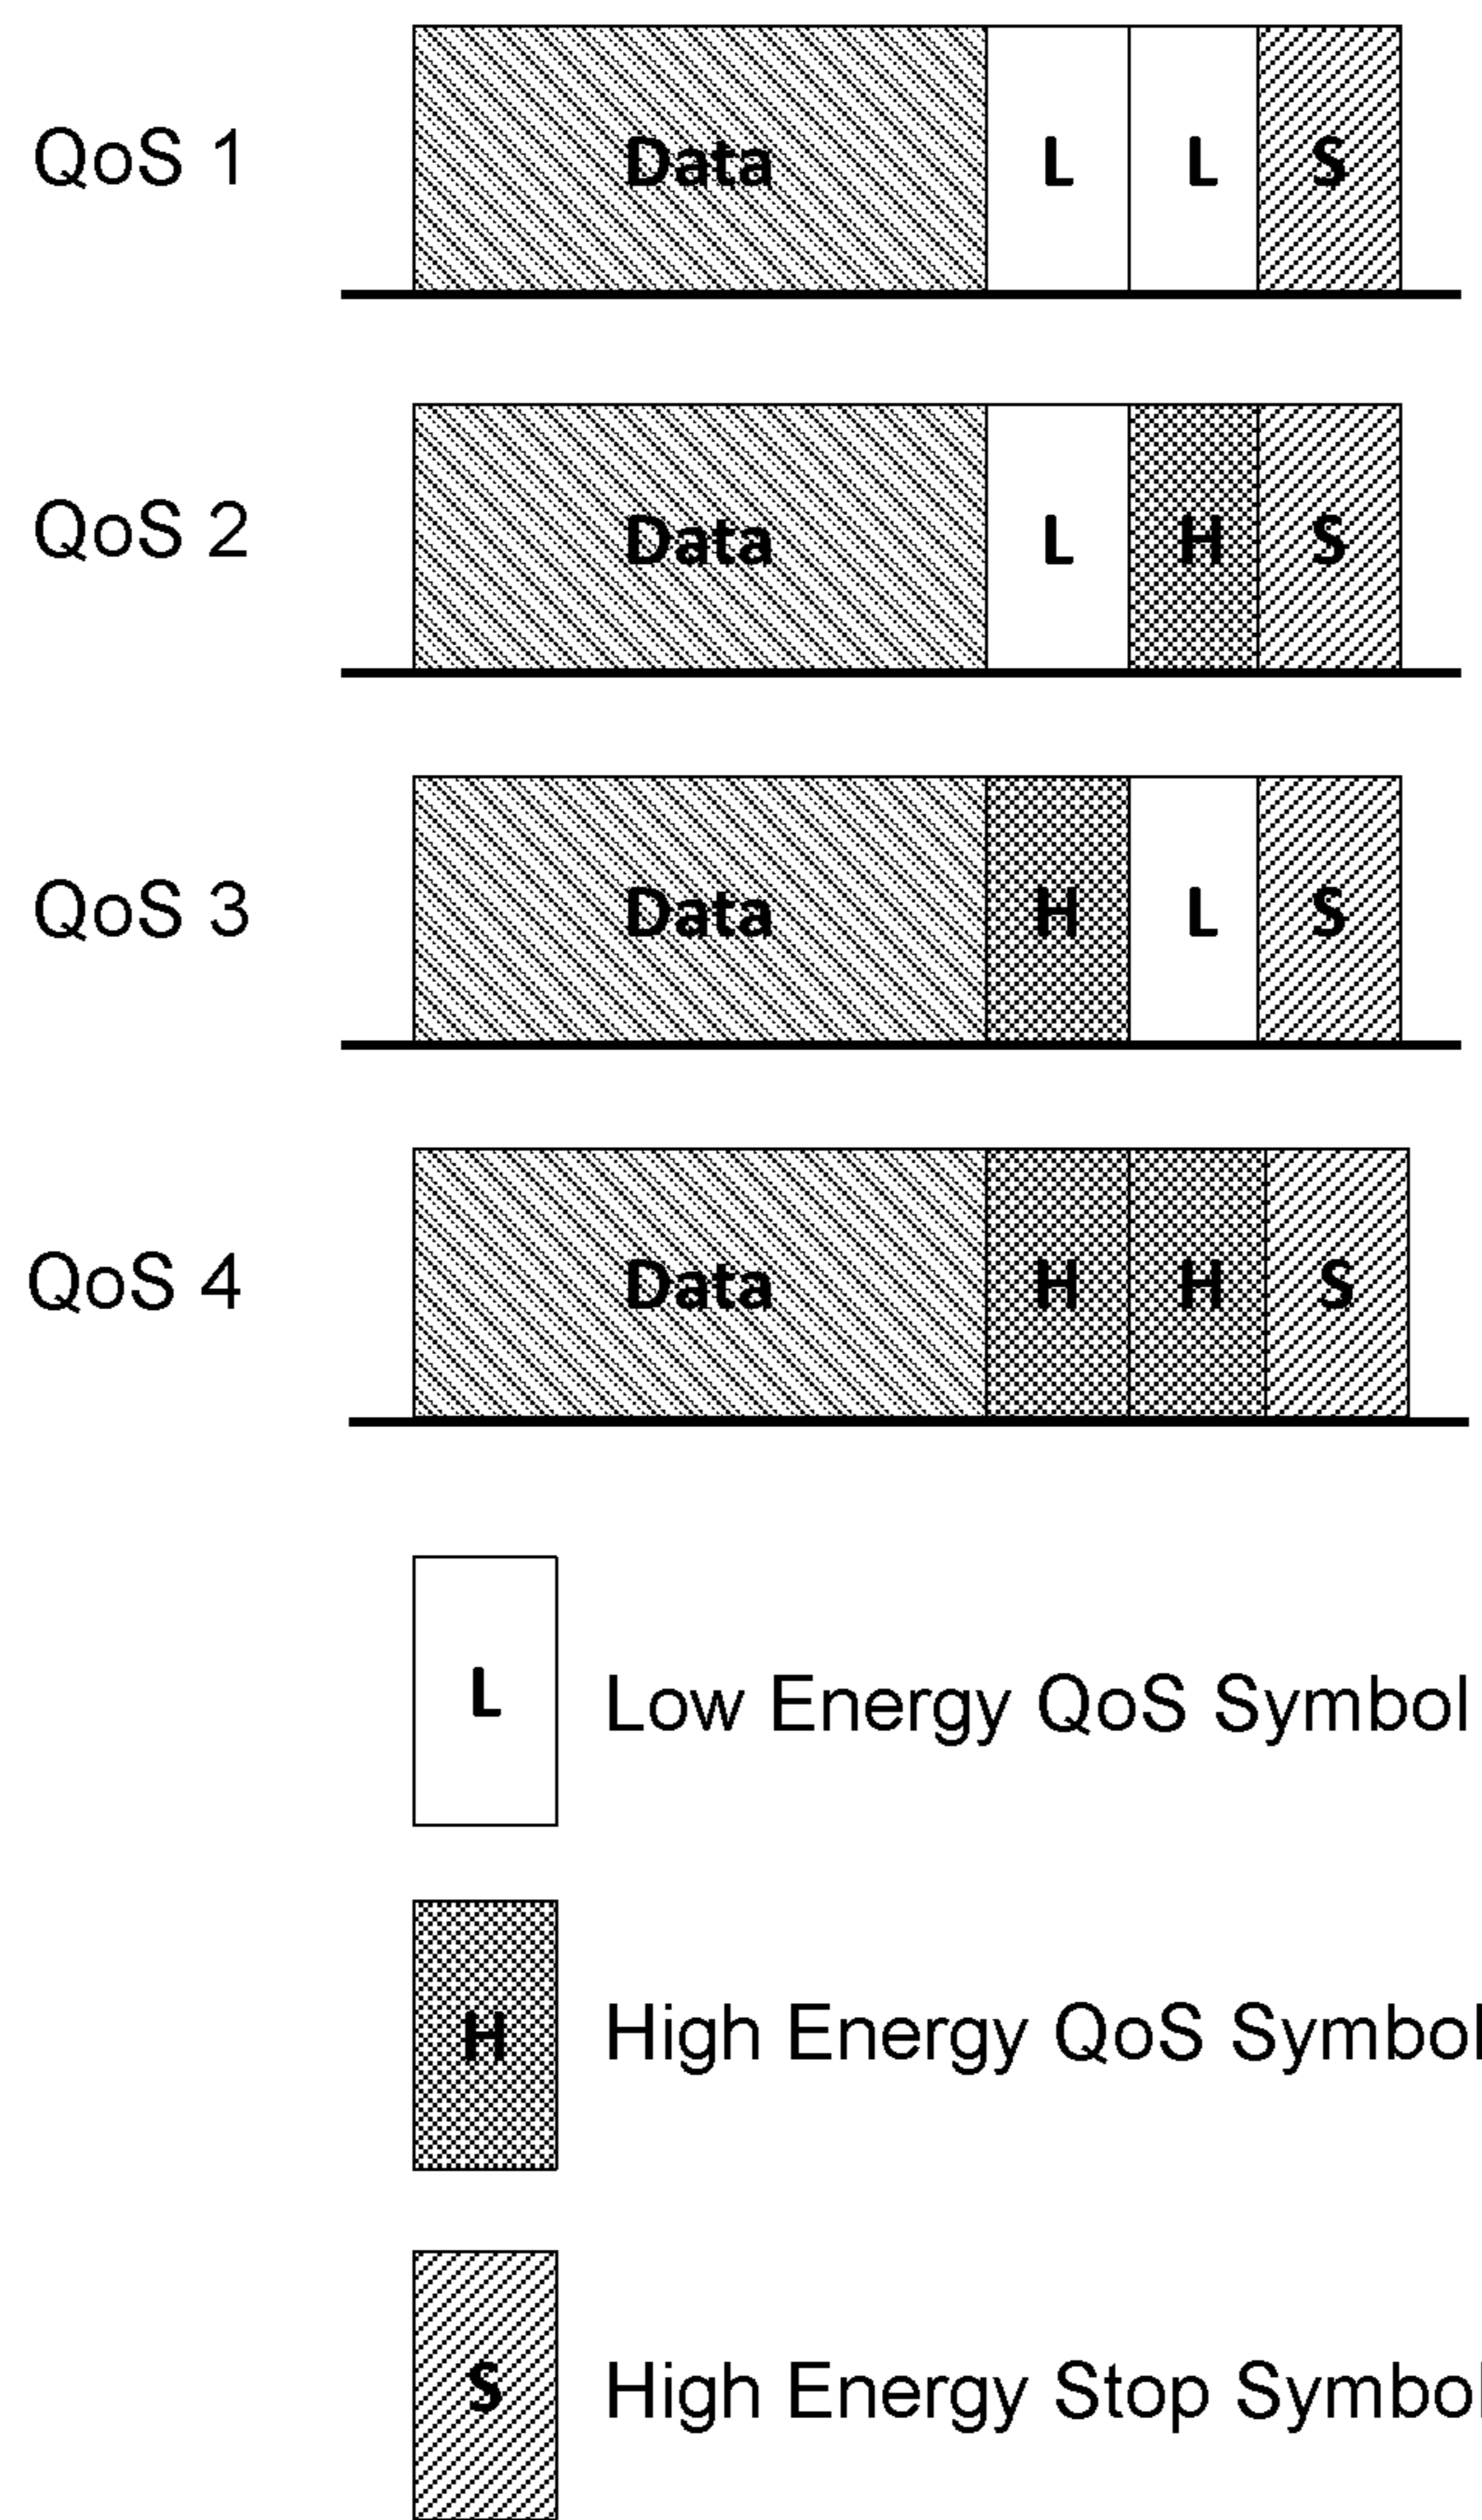 QoS 1 Data L L S
QoS 2 Data L H S
QoS 3 Data H L S
QoS 4 Data H H S
L Low Energy QoS Symbol
H High Energy QoS Symbol
S High Energy Stop Symbol